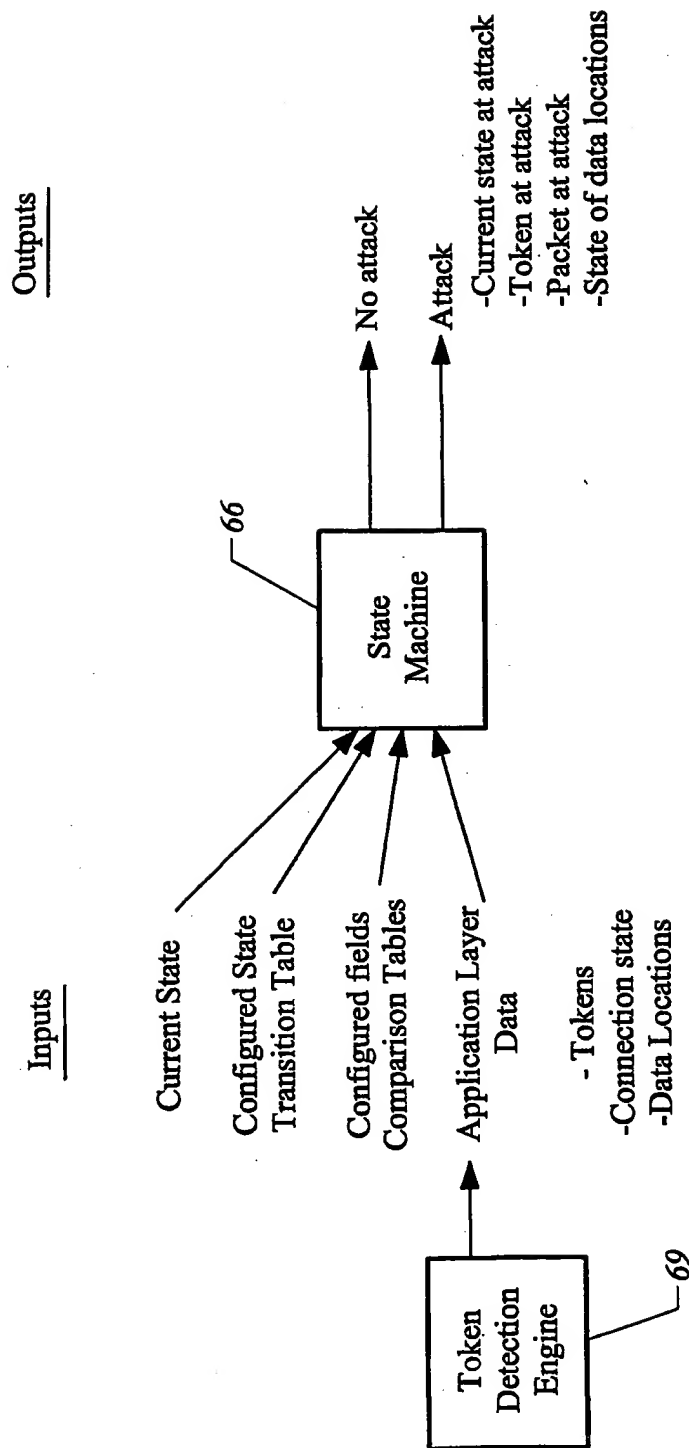 Inputs
Outputs
Current State
Configured State
Transition Table
Configured fields
Comparison Tables
Application Layer
Data
- Tokens
-Connection state
-Data Locations
Token
Detection
Engine
69
State
Machine
66
No attack
Attack
-Current state at attack
-Token at attack
-Packet at attack
-State of data locations